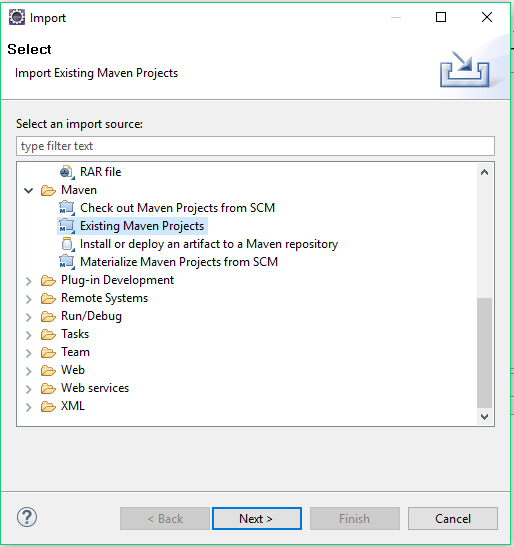 Import
Select
Import Existing Maven Projects
Select an import source:
type filter text
RAR file
Maven
Check out Maven Projects from SCM
Existing Maven Projects
Install or deploy an artifact to a Maven repository
Materialize Maven Projects from SCM
Plug-in Development
Remote Systems
Run/Debug
Tasks
Team
Web
Web services
XML
? < Back Next > Finish Cancel